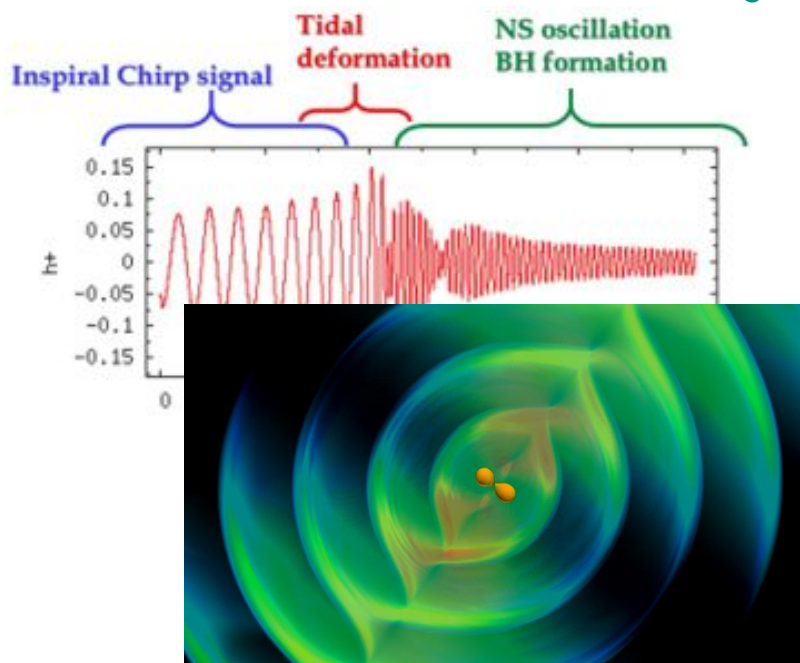 Tidal
deformation
NS oscillation
BH formation
Inspiral Chirp signal
0.15
0.1
0.05
0
-0.05
-0.1
-0.15
h+
0